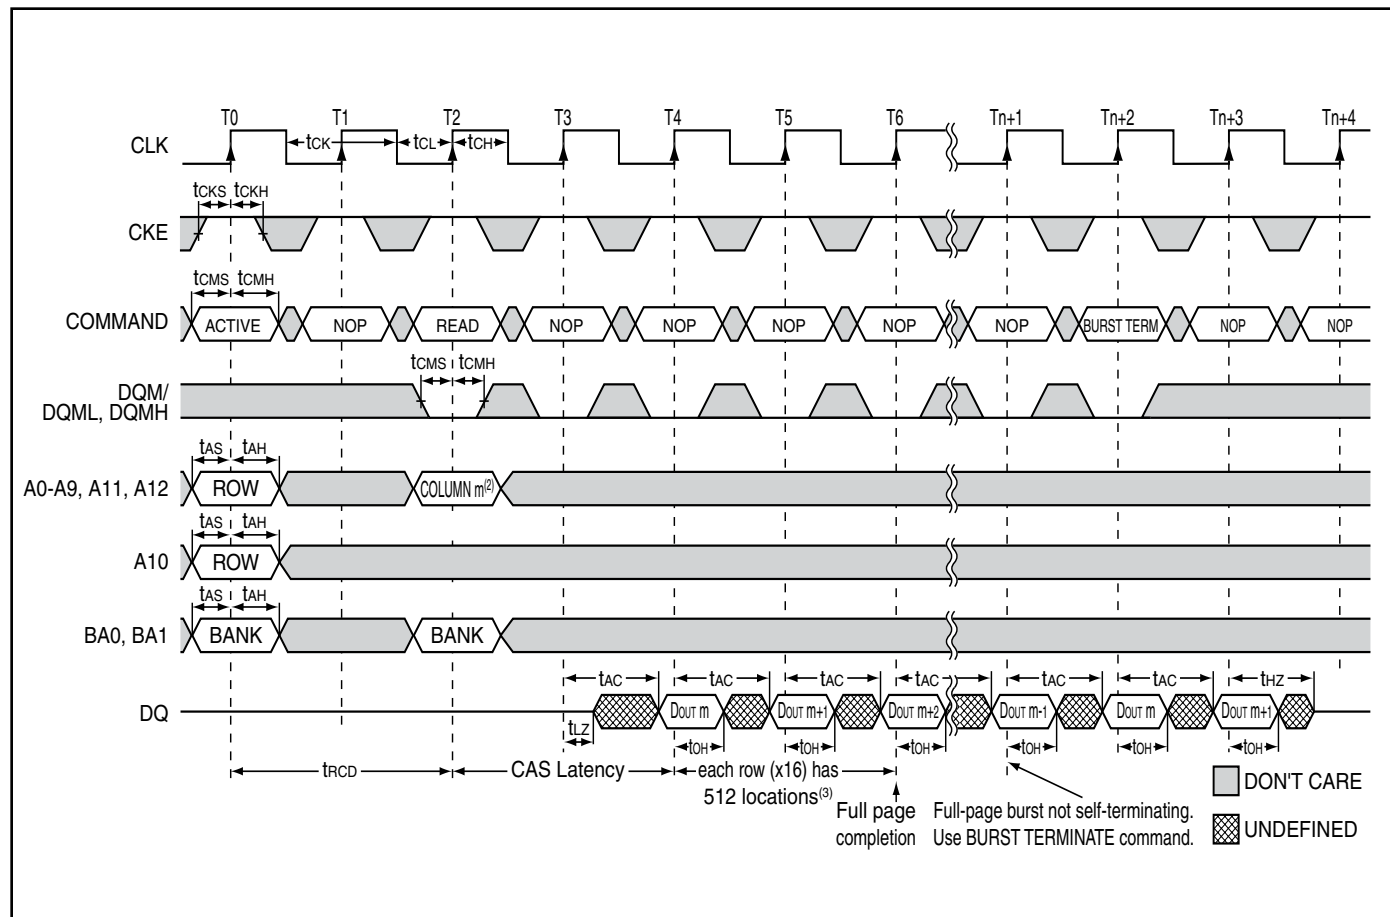 T0 T1 T2 T3 T4 T5 T6 Tn+1 Tn+2 Tn+3 Tn+4
CLK tCK tCL tCH
tCKS tCKH
CKE
tCMS tCMH
COMMAND ACTIVE NOP READ NOP NOP NOP NOP NOP BURST TERM NOP NOP
tCMS tCMH
DQM/
DQML, DQMH
tAS tAH
A0-A9, A11, A12 ROW COLUMN m(2)
tAS tAH
A10 ROW
tAS tAH
BA0, BA1 BANK BANK
tAC tAC tAC tAC tAC tAC tHZ
DQ DOUT m DOUT m+1 DOUT m+2 DOUT m-1 DOUT m DOUT m+1
tLZ tOH tOH tOH tOH tOH tOH
tRCD CAS Latency each row (x16) has
512 locations(3)
Full page
completion
Full-page burst not self-terminating.
Use BURST TERMINATE command.
DON'T CARE
UNDEFINED